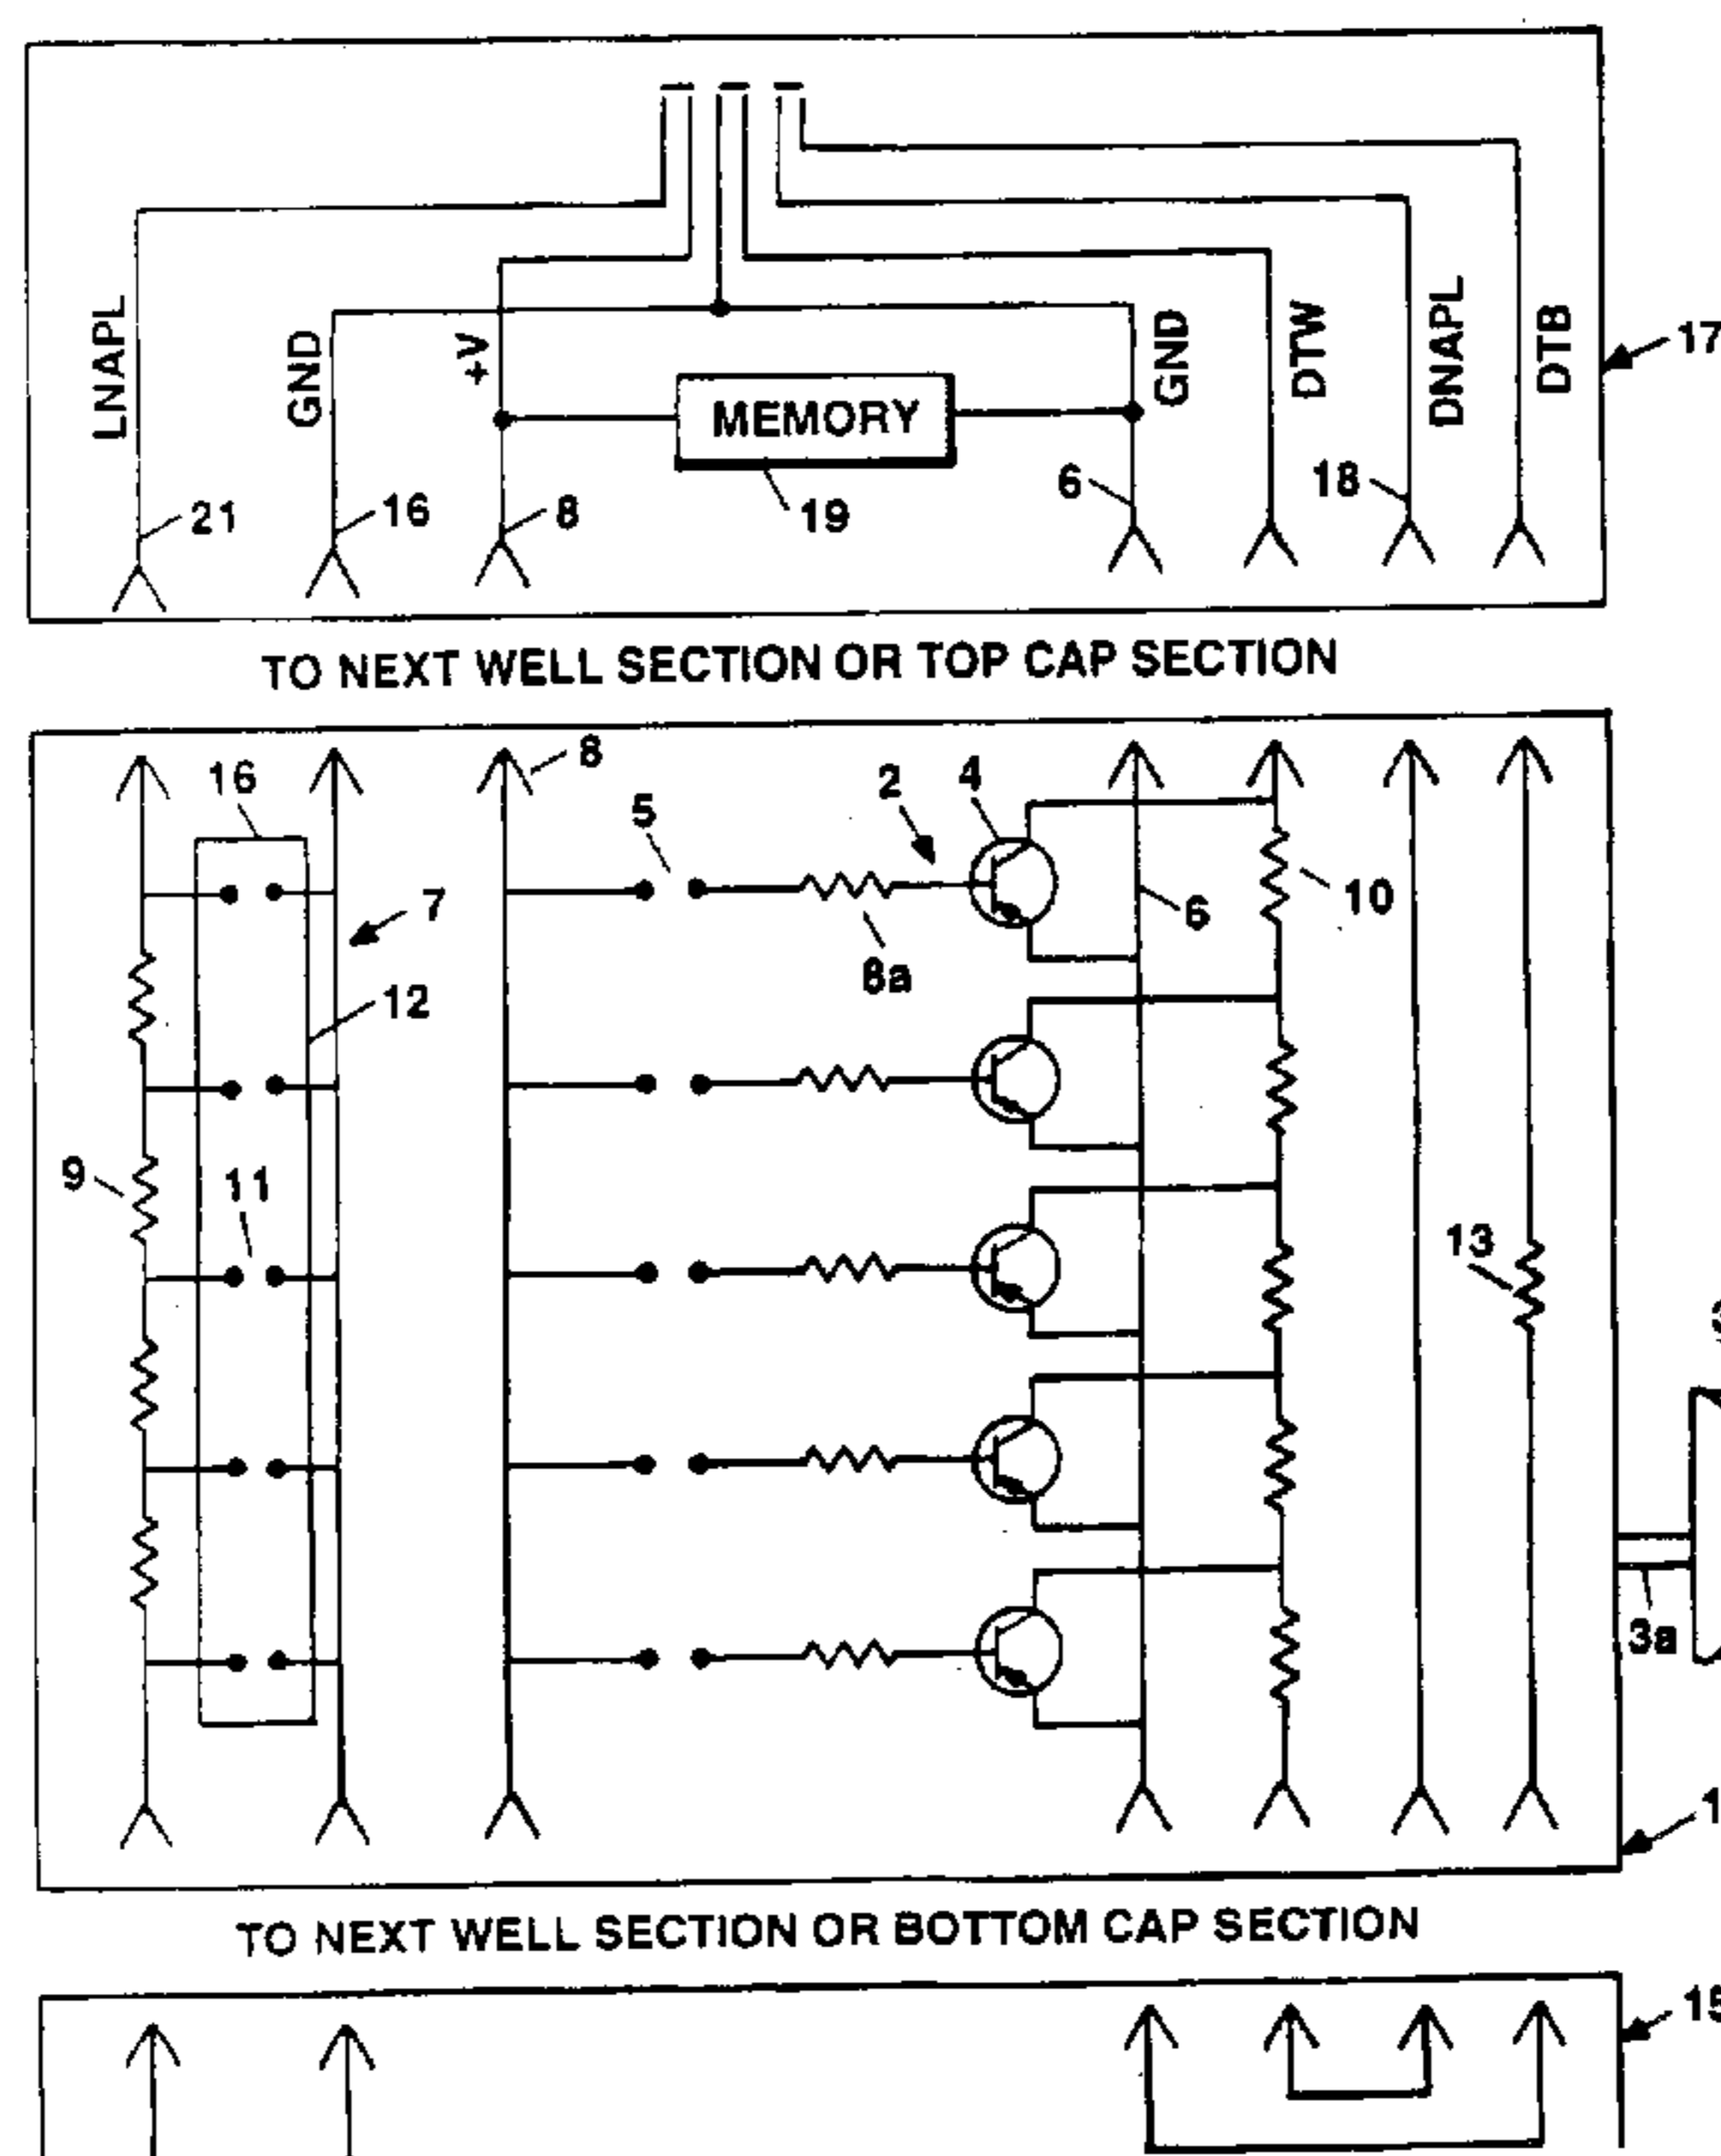 LNAPL
GND
+V
MEMORY
GND
DTW
DNAPL
DTB
17
21
16
8
19
6
18
TO NEXT WELL SECTION OR TOP CAP SECTION
16
8
5
2
4
10
7
6
8a
12
9
11
13
3a
1
TO NEXT WELL SECTION OR BOTTOM CAP SECTION
15